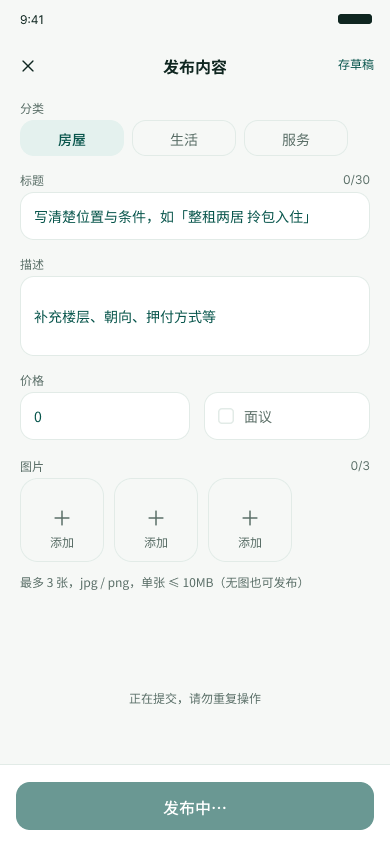 9:41
发布内容
存草稿
分类
房屋
生活
服务
标题
0/30
写清楚位置与条件，如「整租两居 拎包入住」
描述
补充楼层、朝向、押付方式等
价格
0
面议
图片
0/3
添加
添加
添加
最多 3 张，jpg / png，单张 ≤ 10MB（无图也可发布）
正在提交，请勿重复操作
发布中…